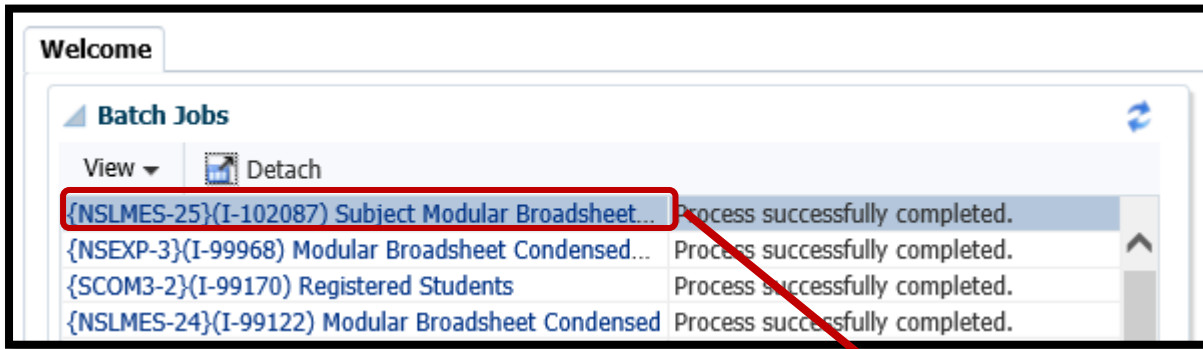 Welcome
Batch Jobs
View Detach
{NSLMES-25}(I-102087) Subject Modular Broadsheet... Process successfully completed.
{NSEXP-3}(I-99968) Modular Broadsheet Condensed... Process successfully completed.
{SCOM3-2}(I-99170) Registered Students Process successfully completed.
{NSLMES-24}(I-99122) Modular Broadsheet Condensed Process successfully completed.